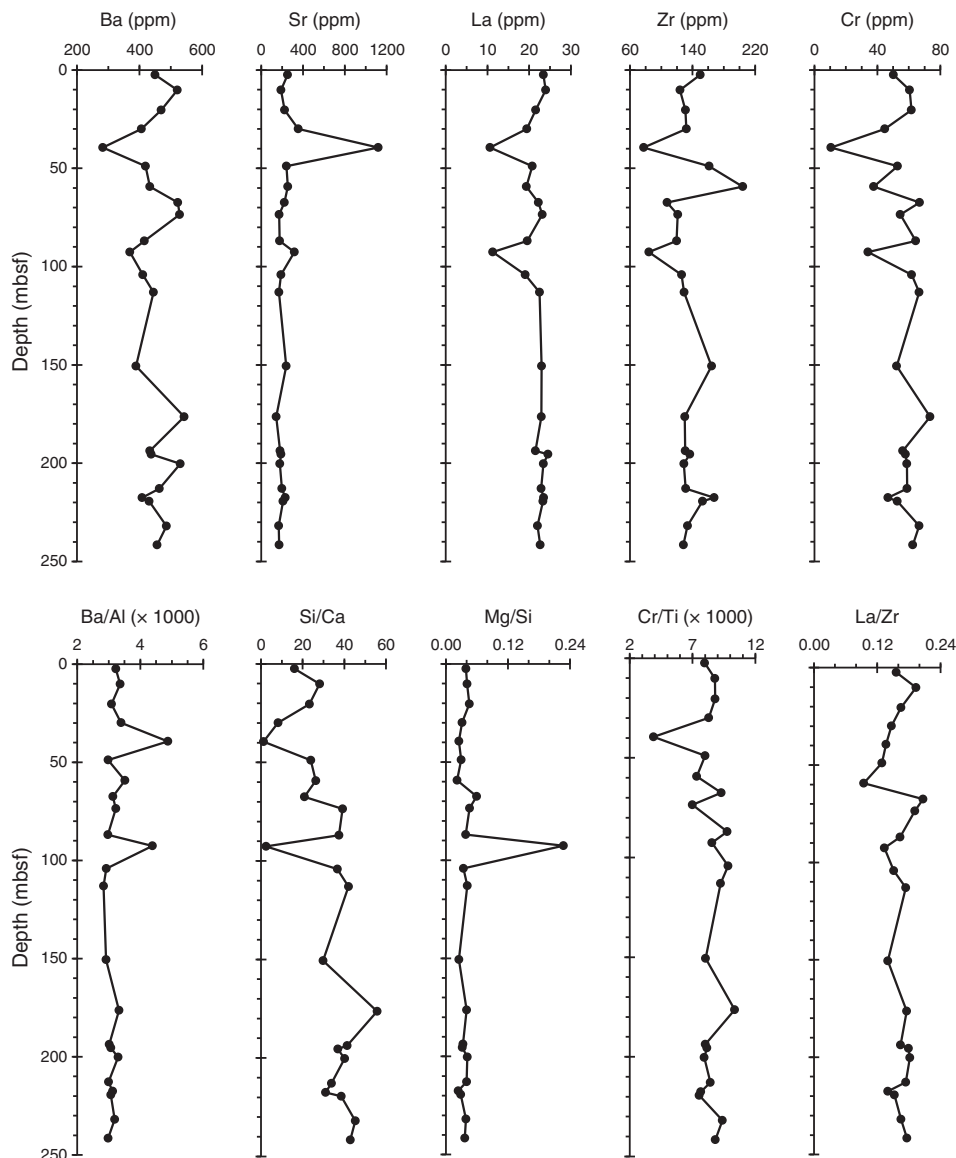 Ba (ppm) Sr (ppm) La (ppm) Zr (ppm) Cr (ppm)
200 400 600 0 400 800 1200 0 10 20 30 60 140 220 0 40 80
0
50
100
150
200
250
Depth (mbsf)
Ba/Al (× 1000) Si/Ca Mg/Si Cr/Ti (× 1000) La/Zr
2 4 6 0 20 40 60 0.00 0.12 0.24 2 7 12 0.00 0.12 0.24
0
50
100
150
200
250
Depth (mbsf)